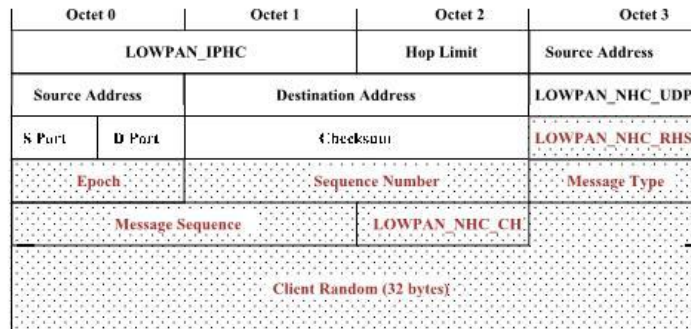 Octet 0 Octet 1 Octet 2 Octet 3
LOWPAN_IPHC Hop Limit Source Address
Source Address Destination Address LOWPAN_NHC_UDP
S Port D Port Checksum LOWPAN_NHC_RHS
Epoch Sequence Number Message Type
Message Sequence LOWPAN_NHC_CH
Client Random (32 bytes)